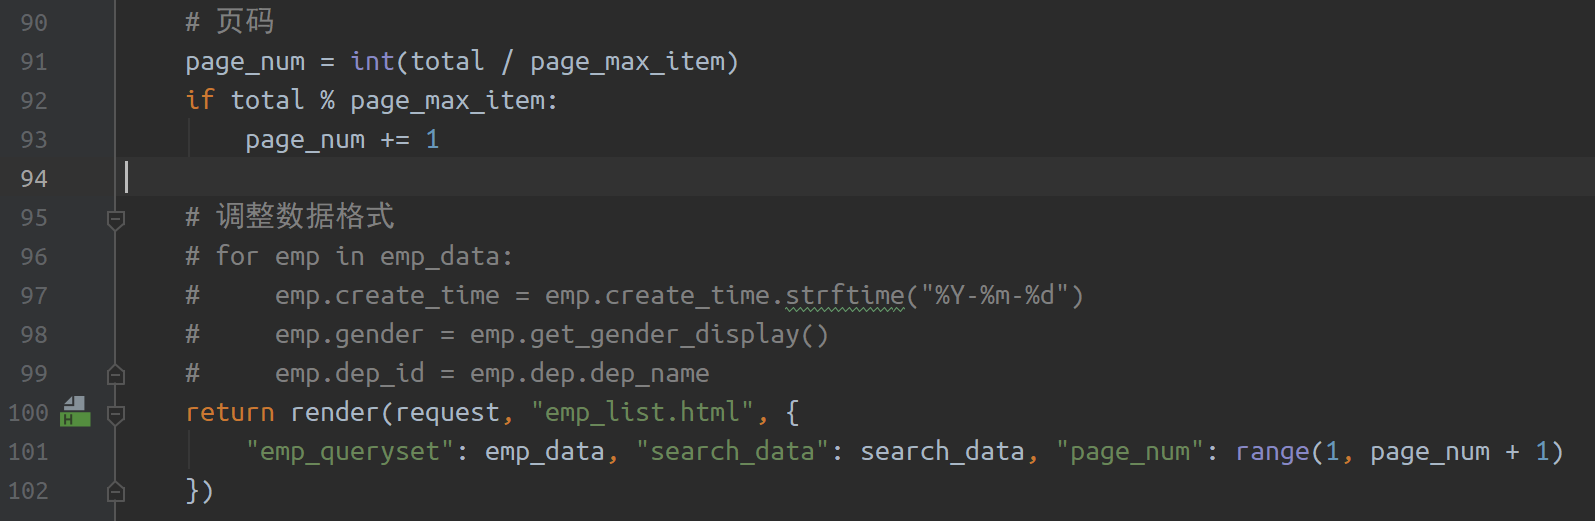 90 # 页码
91 page_num = int(total / page_max_item)
92 if total % page_max_item:
93 page_num += 1
94
95 # 调整数据格式
96 # for emp in emp_data:
97 # emp.create_time = emp.create_time.strftime("%Y-%m-%d")
98 # emp.gender = emp.get_gender_display()
99 # emp.dep_id = emp.dep.dep_name
100 H return render(request, "emp_list.html", {
101 "emp_queryset": emp_data, "search_data": search_data, "page_num": range(1, page_num + 1)
102 })